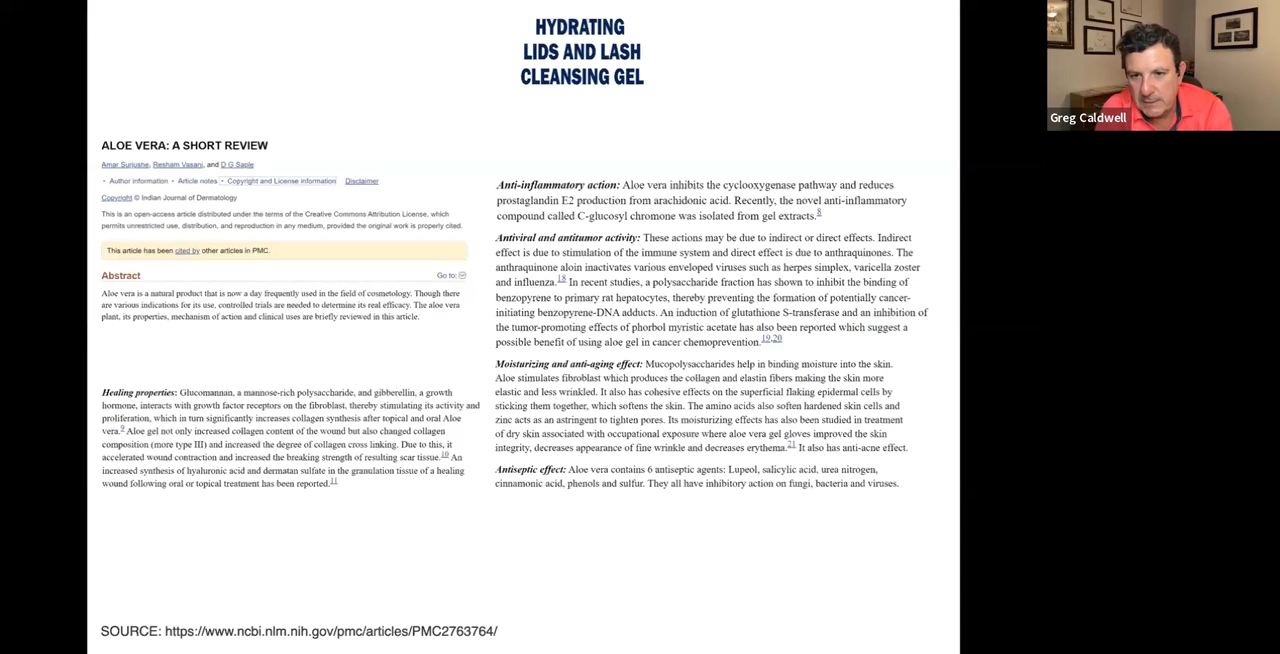 HYDRATING
LIDS AND LASH
CLEANSING GEL
Greg Caldwell
ALOE VERA: A SHORT REVIEW
Amar Surjushe, Resham Vasani, and D G Saple
• Author information • Article notes • Copyright and License information Disclaimer
Copyright © Indian Journal of Dermatology
This is an open-access article distributed under the terms of the Creative Commons Attribution License, which
permits unrestricted use, distribution, and reproduction in any medium, provided the original work is properly cited.
This article has been cited by other articles in PMC.
Abstract Go to:
Aloe vera is a natural product that is now a day frequently used in the field of cosmetology. Though there
are various indications for its use, controlled trials are needed to determine its real efficacy. The aloe vera
plant, its properties, mechanism of action and clinical uses are briefly reviewed in this article.
Healing properties: Glucomannan, a mannose-rich polysaccharide, and gibberellin, a growth
hormone, interacts with growth factor receptors on the fibroblast, thereby stimulating its activity and
proliferation, which in turn significantly increases collagen synthesis after topical and oral Aloe
vera.9 Aloe gel not only increased collagen content of the wound but also changed collagen
composition (more type III) and increased the degree of collagen cross linking. Due to this, it
accelerated wound contraction and increased the breaking strength of resulting scar tissue.10 An
increased synthesis of hyaluronic acid and dermatan sulfate in the granulation tissue of a healing
wound following oral or topical treatment has been reported.11
Anti-inflammatory action: Aloe vera inhibits the cyclooxygenase pathway and reduces
prostaglandin E2 production from arachidonic acid. Recently, the novel anti-inflammatory
compound called C-glucosyl chromone was isolated from gel extracts.8
Antiviral and antitumor activity: These actions may be due to indirect or direct effects. Indirect
effect is due to stimulation of the immune system and direct effect is due to anthraquinones. The
anthraquinone aloin inactivates various enveloped viruses such as herpes simplex, varicella zoster
and influenza.18 In recent studies, a polysaccharide fraction has shown to inhibit the binding of
benzopyrene to primary rat hepatocytes, thereby preventing the formation of potentially cancer-
initiating benzopyrene-DNA adducts. An induction of glutathione S-transferase and an inhibition of
the tumor-promoting effects of phorbol myristic acetate has also been reported which suggest a
possible benefit of using aloe gel in cancer chemoprevention.19,20
Moisturizing and anti-aging effect: Mucopolysaccharides help in binding moisture into the skin.
Aloe stimulates fibroblast which produces the collagen and elastin fibers making the skin more
elastic and less wrinkled. It also has cohesive effects on the superficial flaking epidermal cells by
sticking them together, which softens the skin. The amino acids also soften hardened skin cells and
zinc acts as an astringent to tighten pores. Its moisturizing effects has also been studied in treatment
of dry skin associated with occupational exposure where aloe vera gel gloves improved the skin
integrity, decreases appearance of fine wrinkle and decreases erythema.21 It also has anti-acne effect.
Antiseptic effect: Aloe vera contains 6 antiseptic agents: Lupeol, salicylic acid, urea nitrogen,
cinnamonic acid, phenols and sulfur. They all have inhibitory action on fungi, bacteria and viruses.
SOURCE: https://www.ncbi.nlm.nih.gov/pmc/articles/PMC2763764/